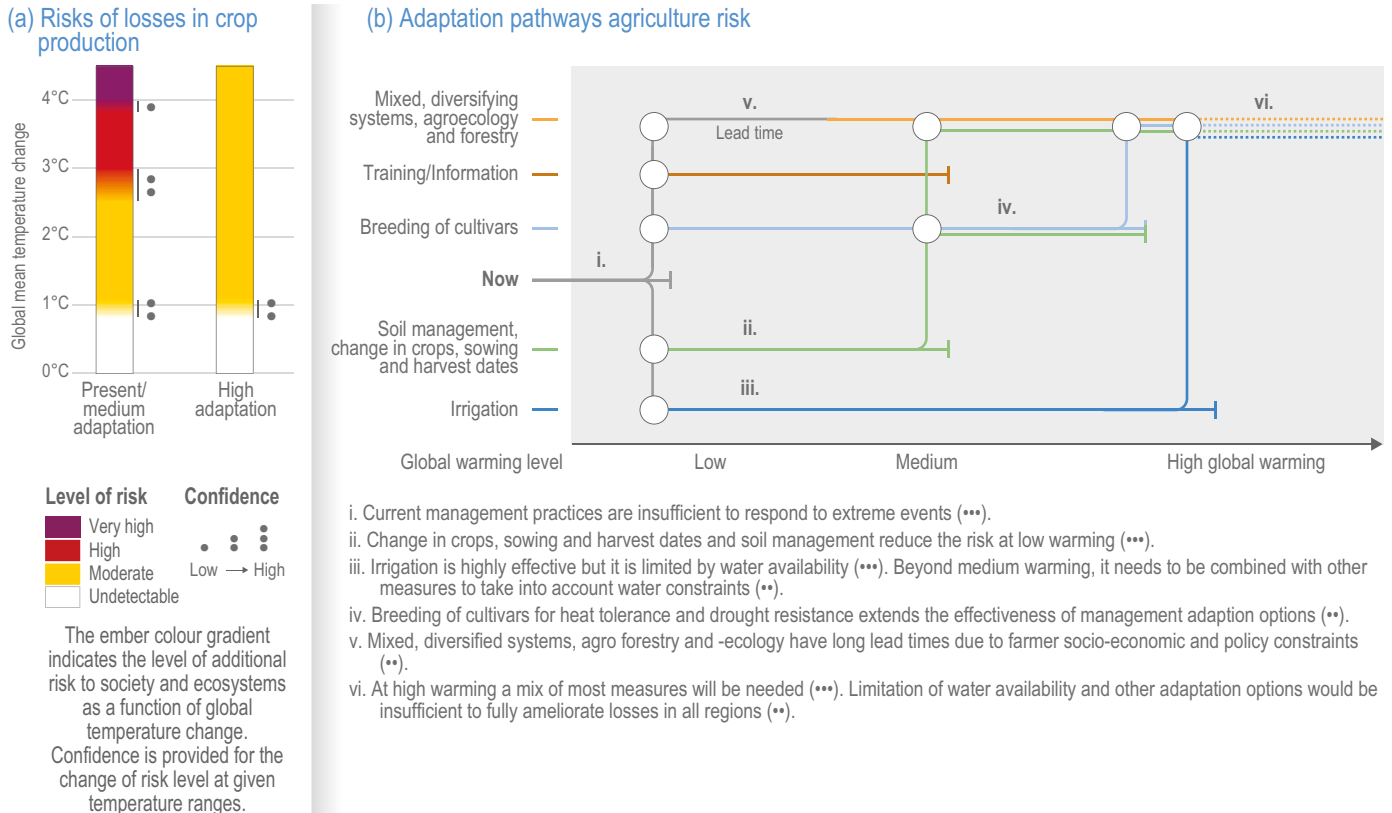 (a) Risks of losses in crop
production
Global mean temperature change
4°C
3°C
2°C
1°C
0°C
Present/
medium
adaptation
High
adaptation
Level of risk
Very high
High
Moderate
Undetectable
Confidence
Low → High
The ember colour gradient
indicates the level of additional
risk to society and ecosystems
as a function of global
temperature change.
Confidence is provided for the
change of risk level at given
temperature ranges.
(b) Adaptation pathways agriculture risk
Mixed, diversifying
systems, agroecology
and forestry
Training/Information
Breeding of cultivars
Now
Soil management,
change in crops, sowing
and harvest dates
Irrigation
v.
Lead time
vi.
iv.
i.
ii.
iii.
Global warming level
Low
Medium
High global warming
i. Current management practices are insufficient to respond to extreme events (•••).
ii. Change in crops, sowing and harvest dates and soil management reduce the risk at low warming (•••).
iii. Irrigation is highly effective but it is limited by water availability (•••). Beyond medium warming, it needs to be combined with other
measures to take into account water constraints (••).
iv. Breeding of cultivars for heat tolerance and drought resistance extends the effectiveness of management adaption options (••).
v. Mixed, diversified systems, agro forestry and -ecology have long lead times due to farmer socio-economic and policy constraints
(••).
vi. At high warming a mix of most measures will be needed (•••). Limitation of water availability and other adaptation options would be
insufficient to fully ameliorate losses in all regions (••).